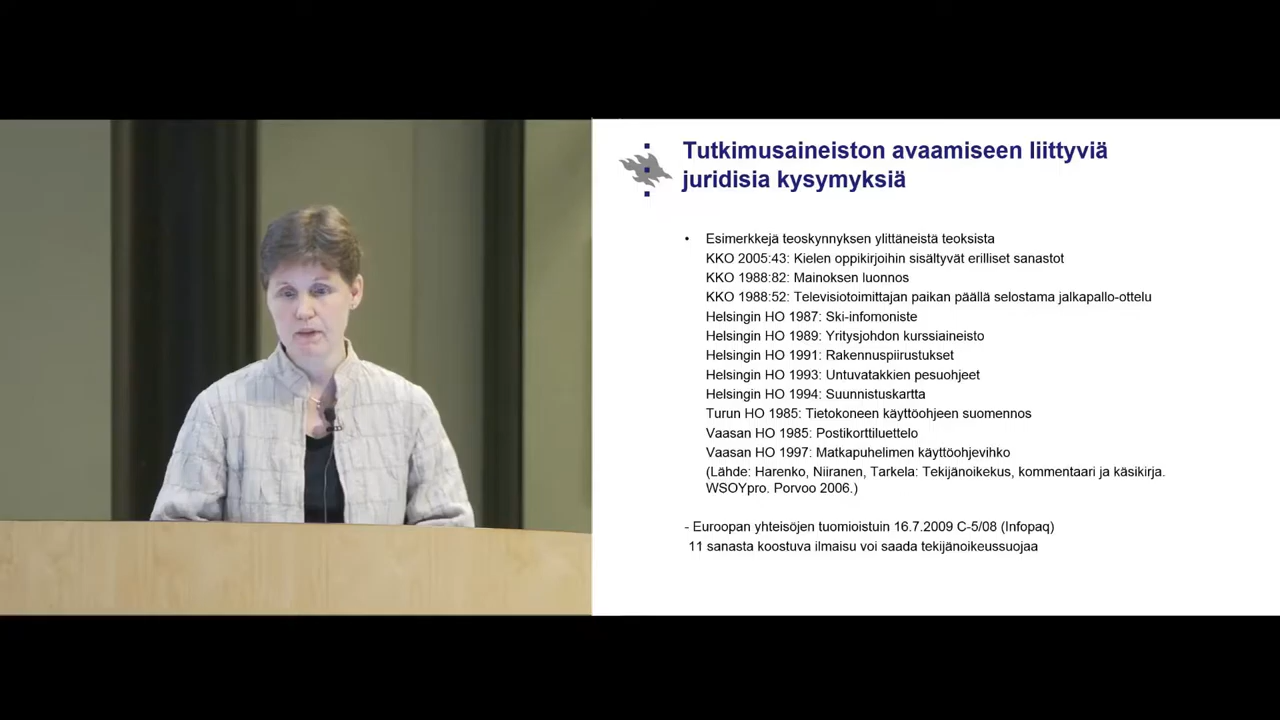 Tutkimusaineiston avaamiseen liittyviä
juridisia kysymyksiä
• Esimerkkejä teoskynnyksen ylittäneistä teoksista
KKO 2005:43: Kielen oppikirjoihin sisältyvät erilliset sanastot
KKO 1988:82: Mainoksen luonnos
KKO 1988:52: Televisiotoimittajan paikan päällä selostama jalkapallo-ottelu
Helsingin HO 1987: Ski-infomoniste
Helsingin HO 1989: Yritysjohdon kurssiaineisto
Helsingin HO 1991: Rakennuspiirustukset
Helsingin HO 1993: Untuvatakkien pesuohjeet
Helsingin HO 1994: Suunnistuskartta
Turun HO 1985: Tietokoneen käyttöohjeen suomennos
Vaasan HO 1985: Postikorttiluettelo
Vaasan HO 1997: Matkapuhelimen käyttöohjevihko
(Lähde: Harenko, Niiranen, Tarkela: Tekijänoikekus, kommentaari ja käsikirja.
WSOYpro. Porvoo 2006.)
- Euroopan yhteisöjen tuomioistuin 16.7.2009 C-5/08 (Infopaq)
11 sanasta koostuva ilmaisu voi saada tekijänoikeussuojaa